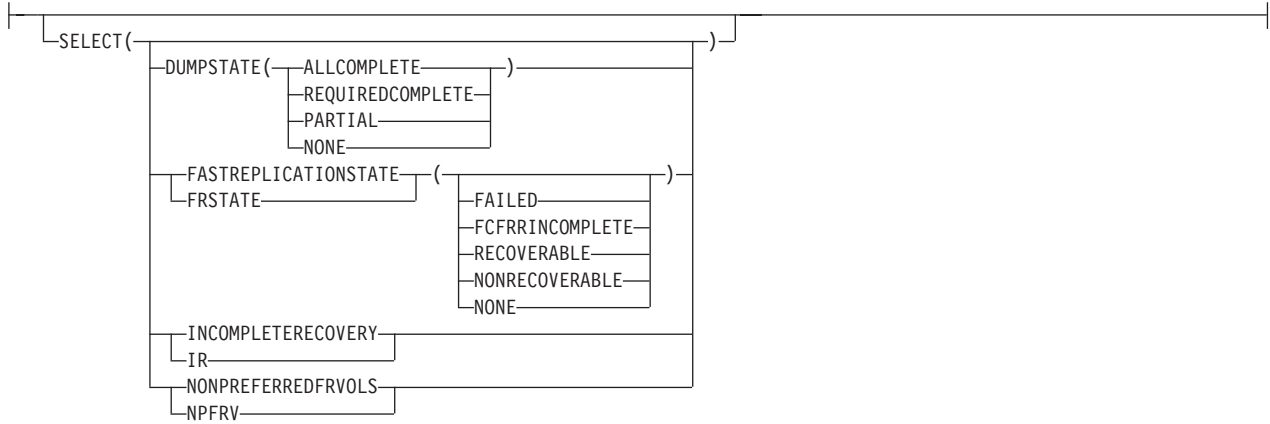 SELECT( )
DUMPSTATE( ALLCOMPLETE )
REQUIREDCOMPLETE
PARTIAL
NONE
FASTREPLICATIONSTATE ( )
FRSTATE FAILED
FCFRRINCOMPLETE
RECOVERABLE
NONRECOVERABLE
NONE
INCOMPLETERECOVERY
IR
NONPREFERREDFRVOLS
NPFRV